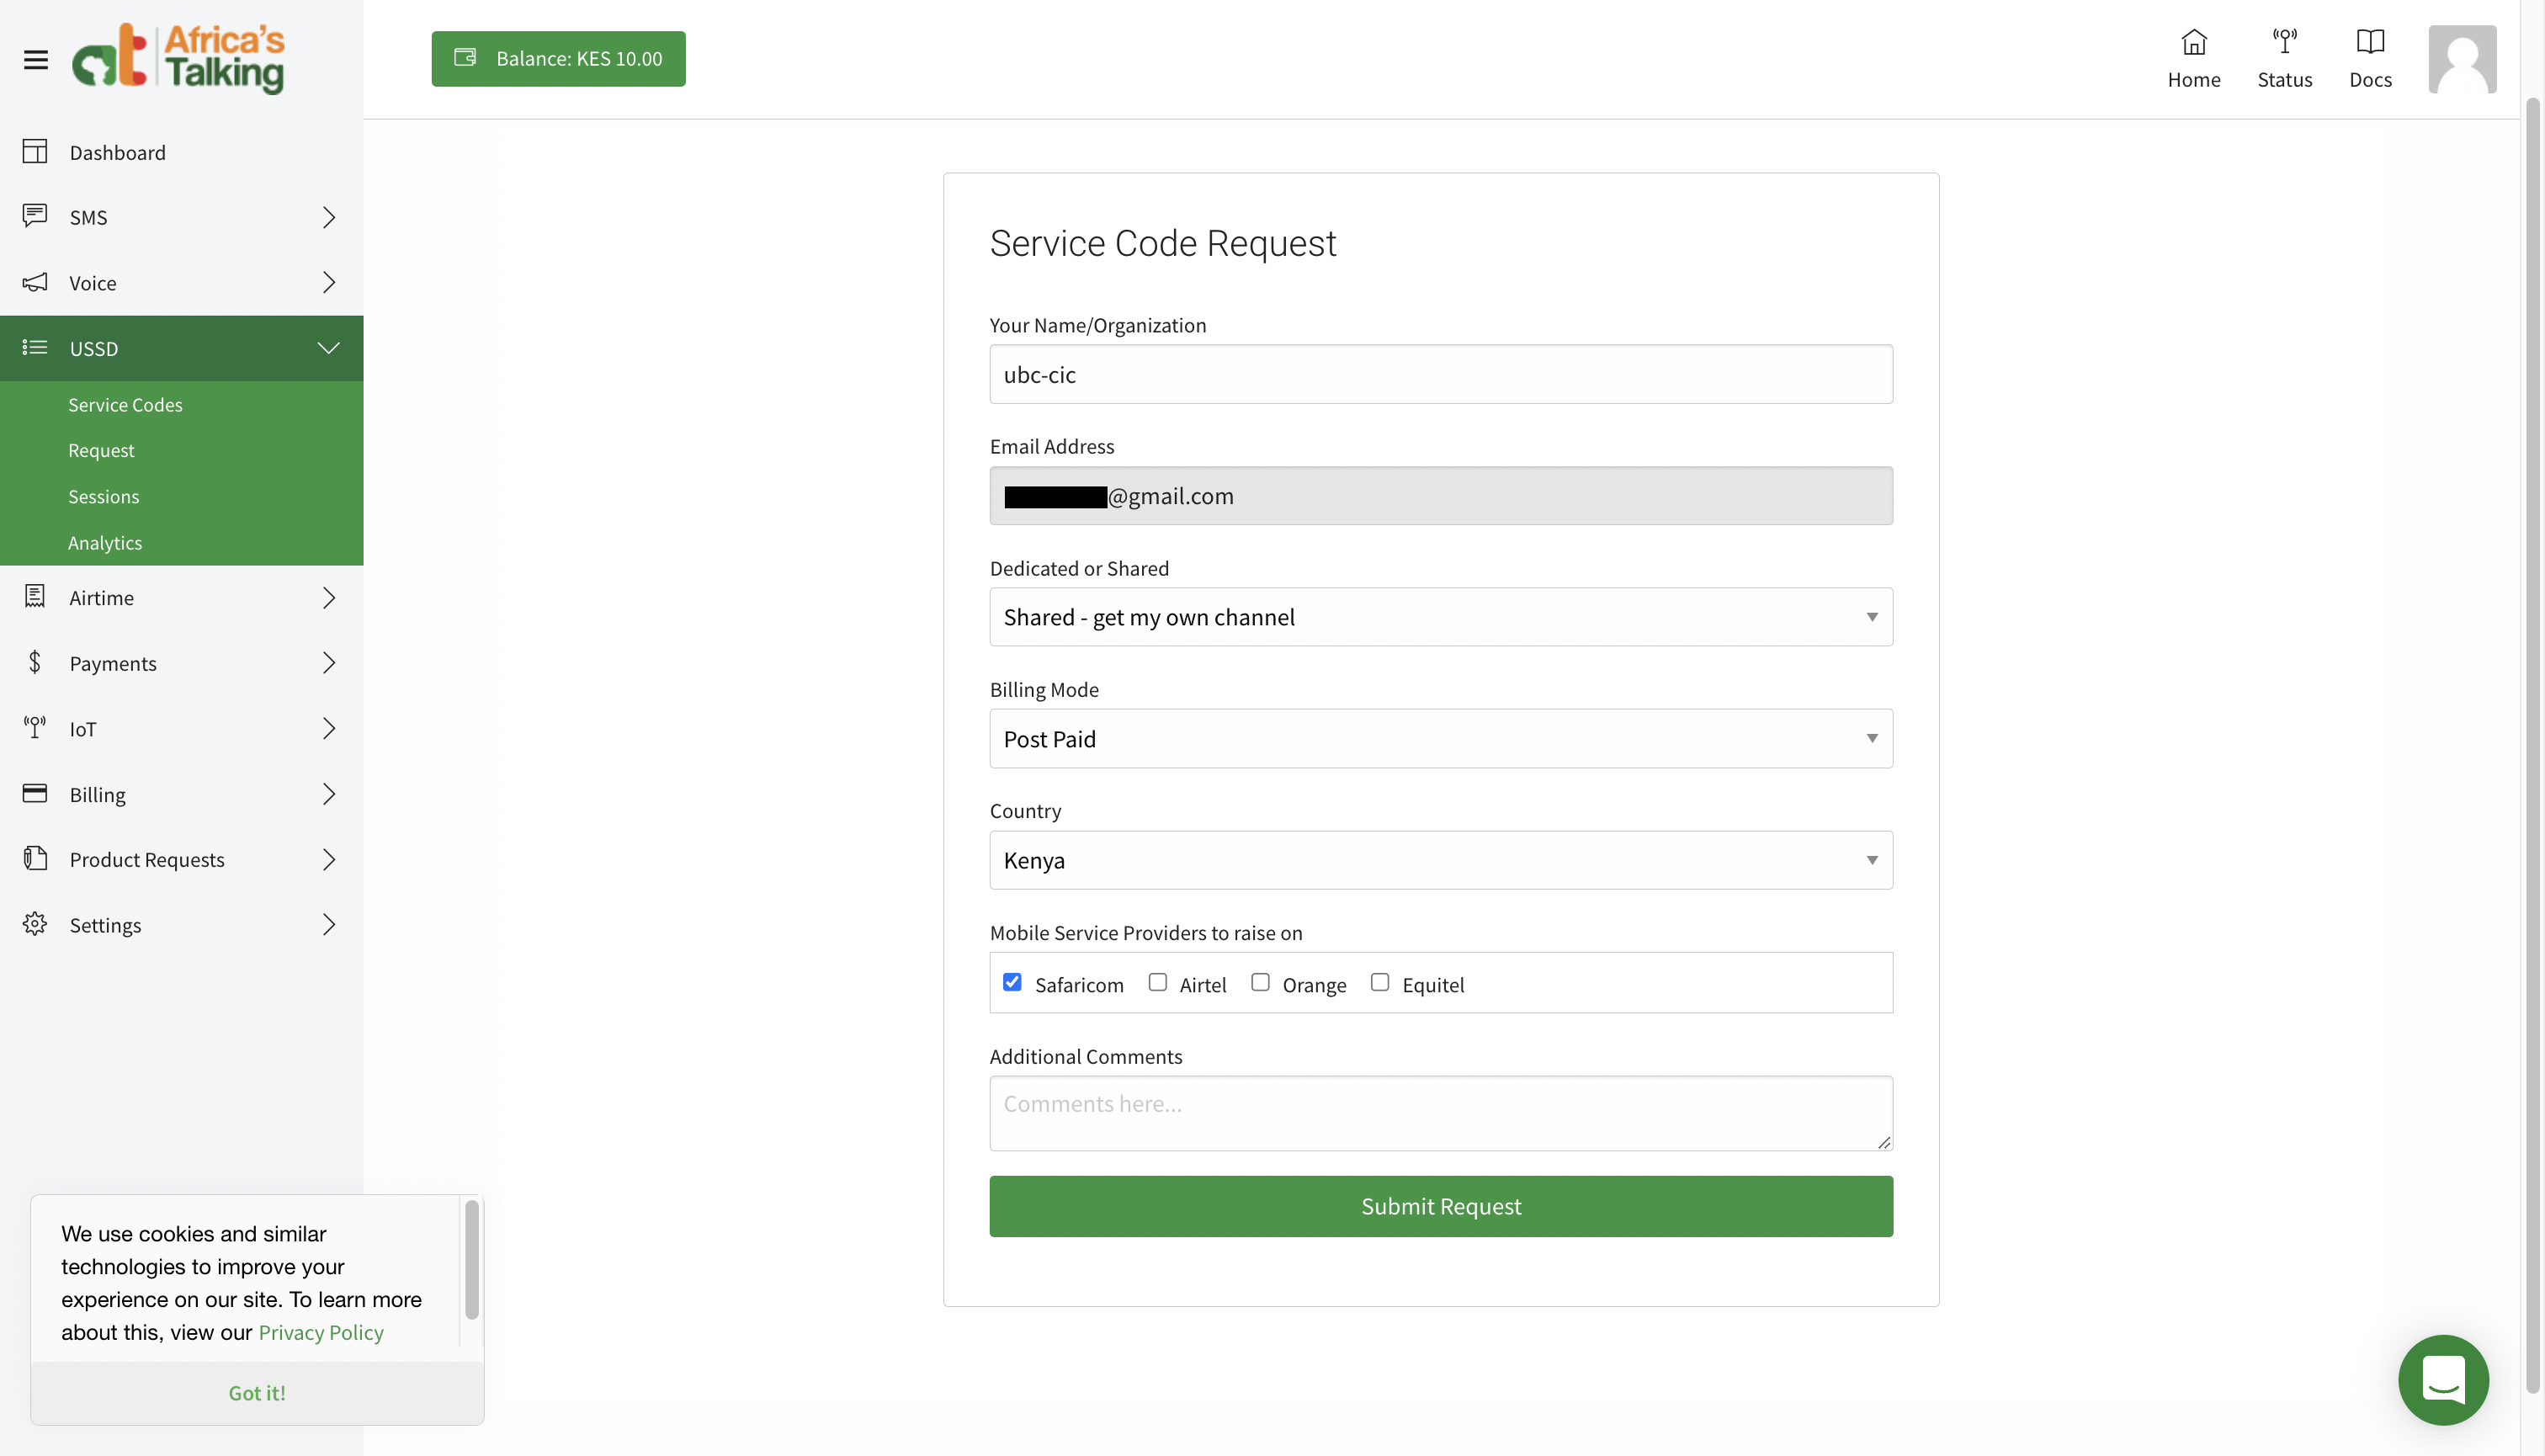 Africa's
Talking
Balance: KES 10.00
Home
Status
Docs
Dashboard
SMS
Voice
USSD
Service Codes
Request
Sessions
Analytics
Airtime
Payments
IoT
Billing
Product Requests
Settings
Service Code Request
Your Name/Organization
ubc-cic
Email Address
@gmail.com
Dedicated or Shared
Shared - get my own channel
Billing Mode
Post Paid
Country
Kenya
Mobile Service Providers to raise on
Safaricom Airtel Orange Equitel
Additional Comments
Comments here...
Submit Request
We use cookies and similar
technologies to improve your
experience on our site. To learn more
about this, view our Privacy Policy
Got it!